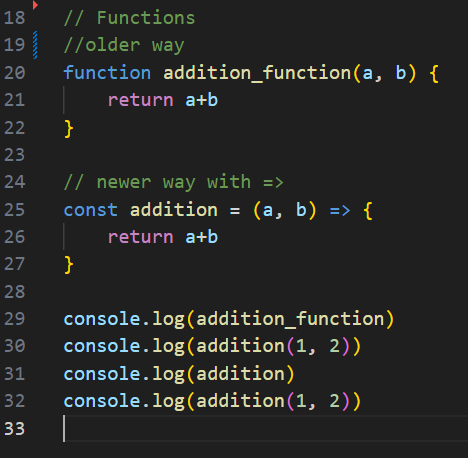 18 // Functions
19 //older way
20 function addition_function(a, b) {
21     return a+b
22 }
23
24 // newer way with =>
25 const addition = (a, b) => {
26     return a+b
27 }
28
29 console.log(addition_function)
30 console.log(addition(1, 2))
31 console.log(addition)
32 console.log(addition(1, 2))
33